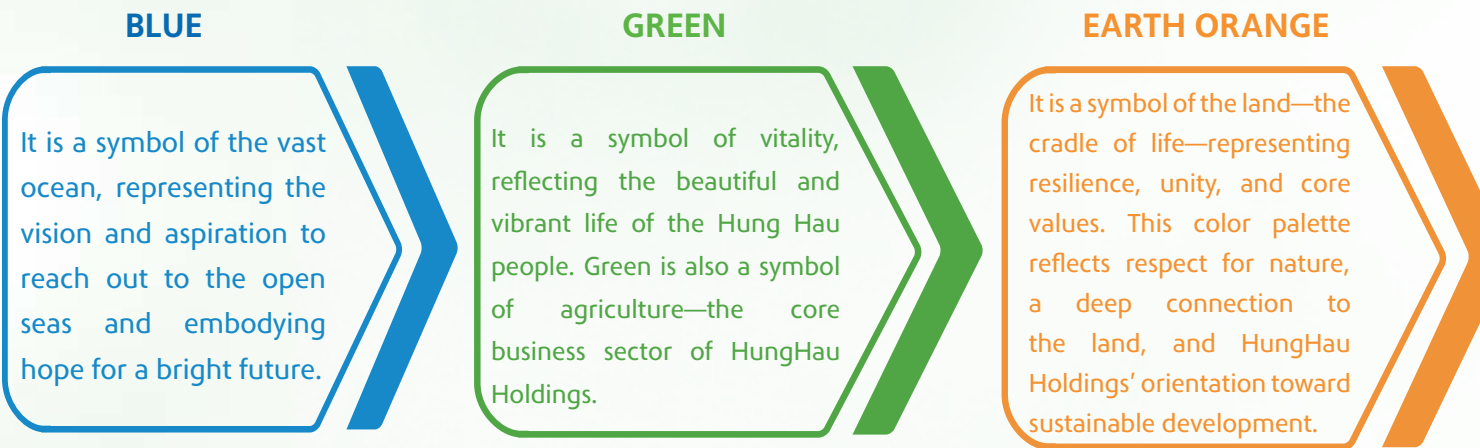 BLUE
It is a symbol of the vast
ocean, representing the
vision and aspiration to
reach out to the open
seas and embodying
hope for a bright future.
GREEN
It is a symbol of vitality,
reflecting the beautiful and
vibrant life of the Hung Hau
people. Green is also a symbol
of agriculture—the core
business sector of HungHau
Holdings.
EARTH ORANGE
It is a symbol of the land—the
cradle of life—representing
resilience, unity, and core
values. This color palette
reflects respect for nature,
a deep connection to
the land, and HungHau
Holdings’ orientation toward
sustainable development.